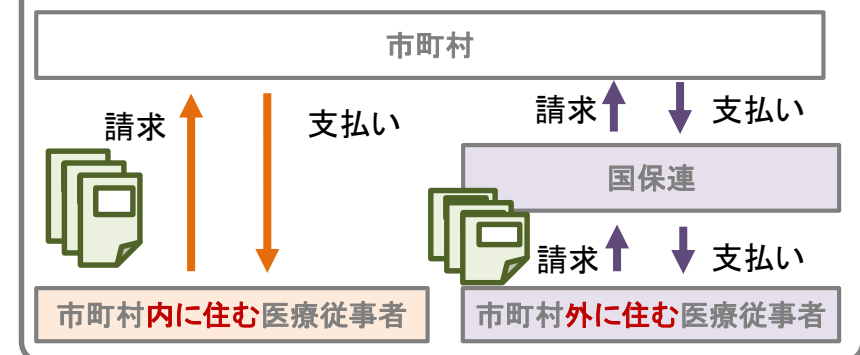 市町村
請求
支払い
請求
支払い
国保連
請求
支払い
市町村内に住む医療従事者
市町村外に住む医療従事者